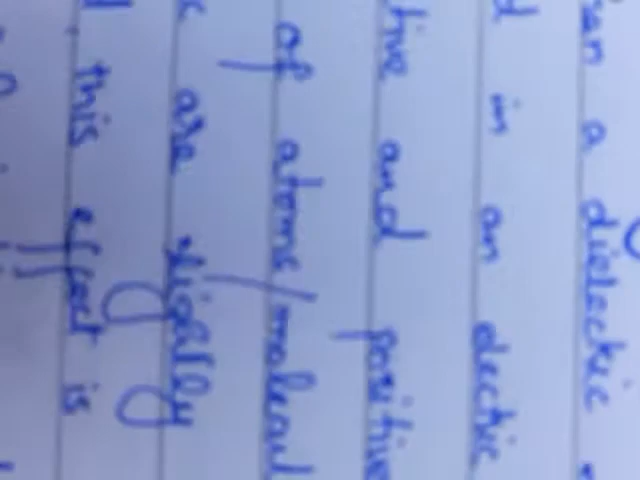 a dielectric
in an electric
and positive
of atoms/molecul
are slightly
this effect is